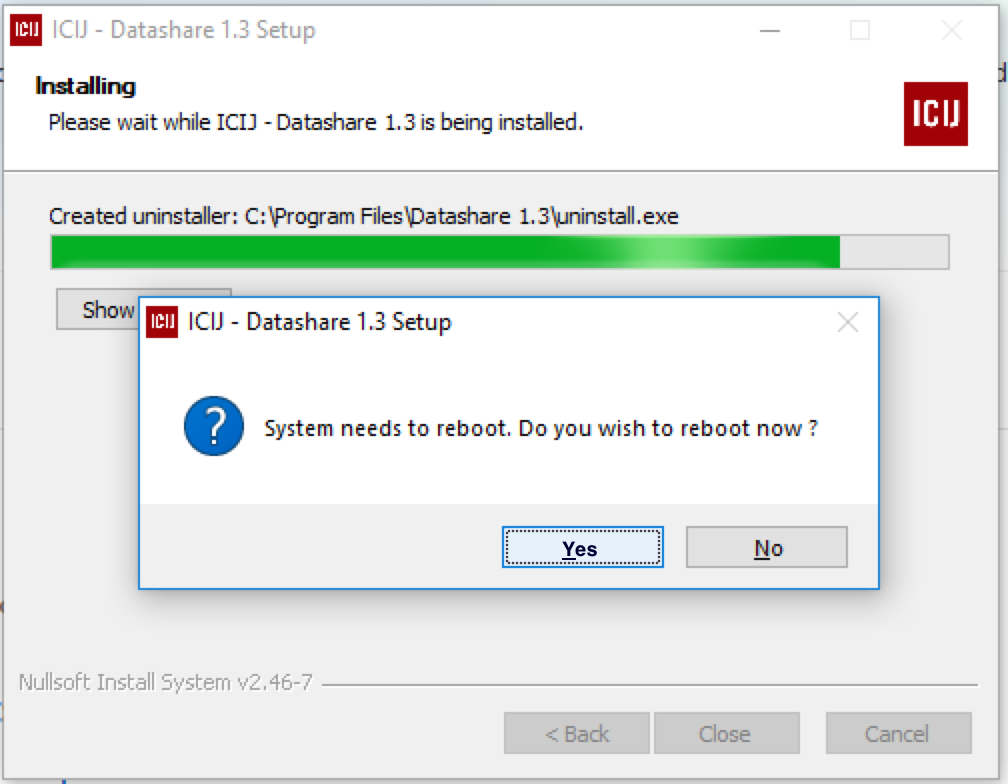 ICIJ ICIJ - Datashare 1.3 Setup
Installing
Please wait while ICIJ - Datashare 1.3 is being installed.
ICIJ
Created uninstaller: C:\Program Files\Datashare 1.3\uninstall.exe
Show
ICIJ ICIJ - Datashare 1.3 Setup
? System needs to reboot. Do you wish to reboot now ?
Yes No
Nullsoft Install System v2.46-7
< Back Close Cancel